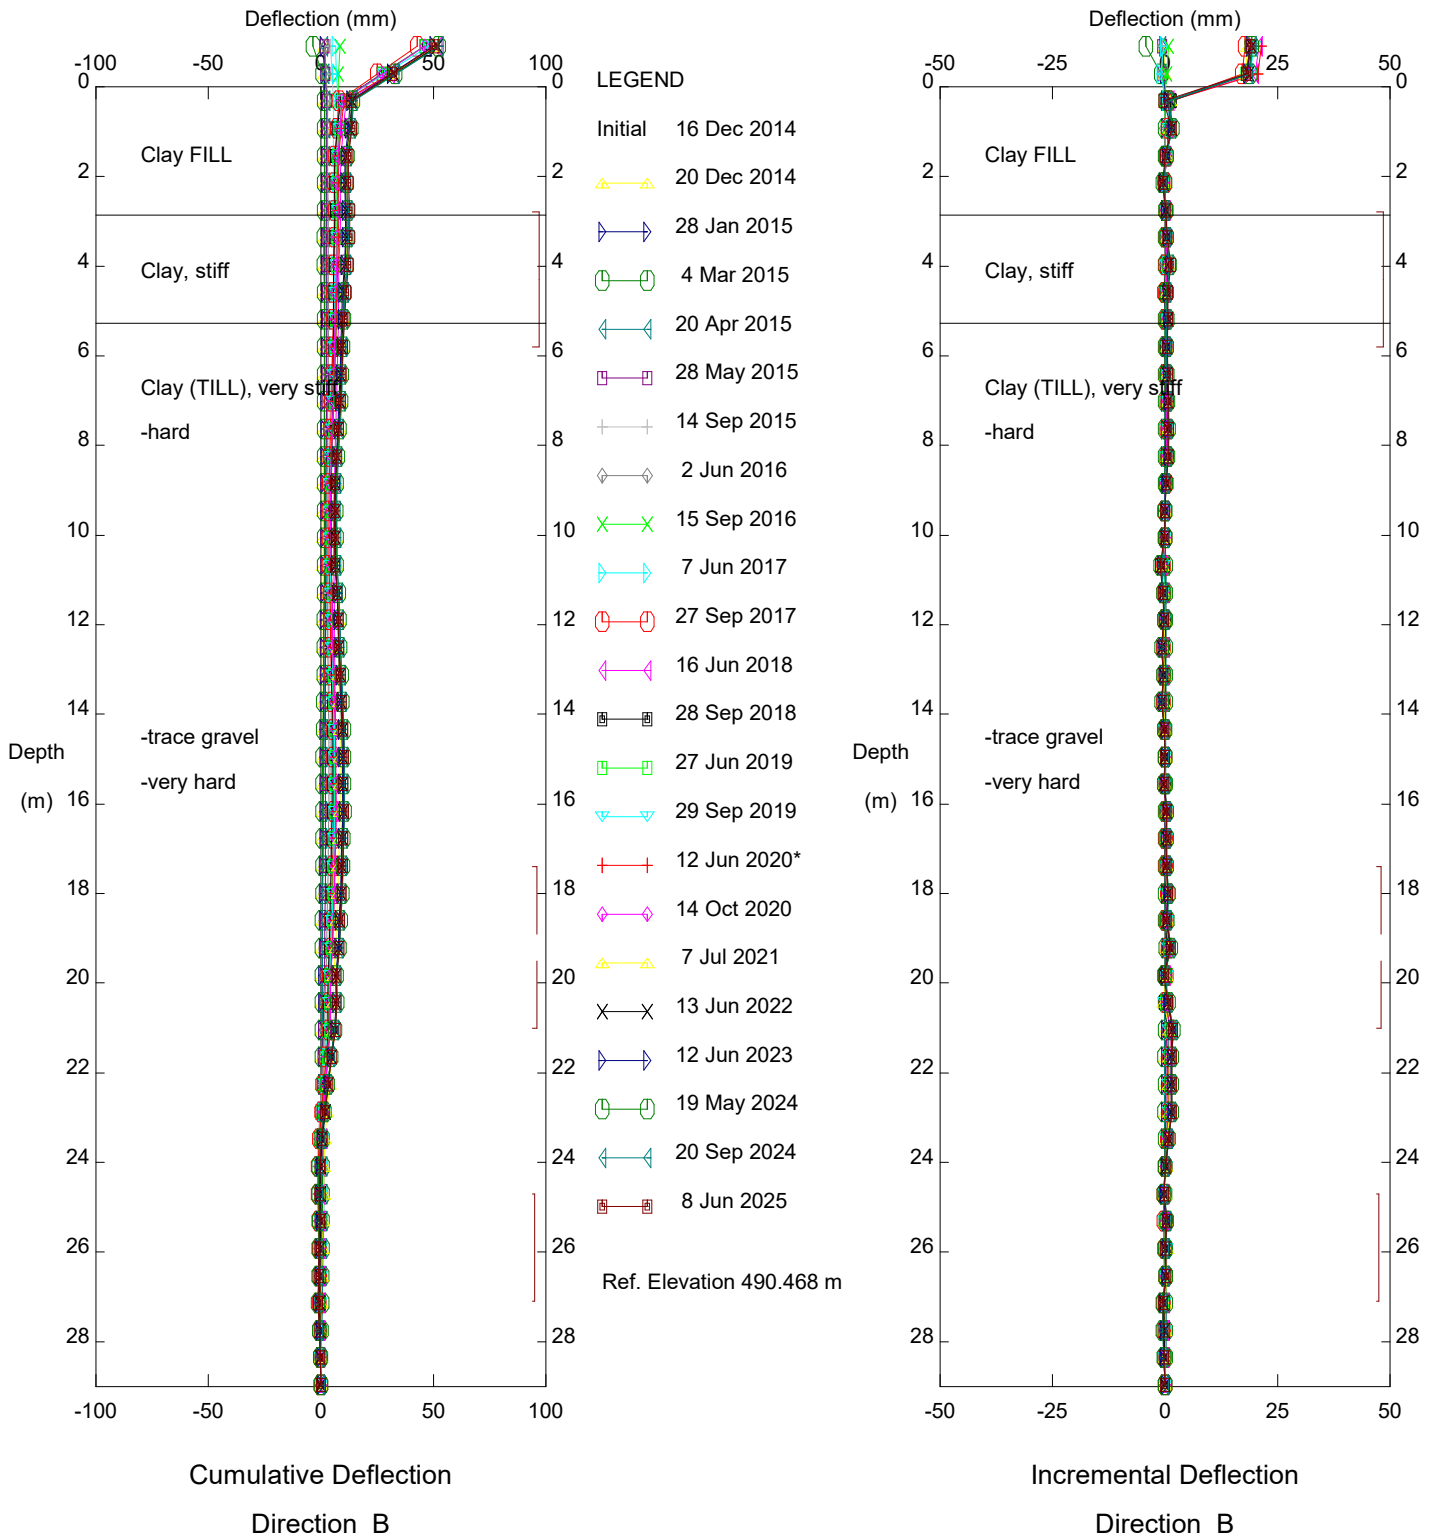 Deflection (mm)
-100 -50 0 50 100
0 0
Clay FILL
2 2
4 4
Clay, stiff
6 6
Clay (TILL), very stiff
-hard
8 8
10 10
12 12
14 14
-trace gravel
Depth
-very hard
(m)
16 16
18 18
20 20
22 22
24 24
26 26
28 28
-100 -50 0 50 100
Cumulative Deflection
Direction B
LEGEND
Initial 16 Dec 2014
20 Dec 2014
28 Jan 2015
4 Mar 2015
20 Apr 2015
28 May 2015
14 Sep 2015
2 Jun 2016
15 Sep 2016
7 Jun 2017
27 Sep 2017
16 Jun 2018
28 Sep 2018
27 Jun 2019
29 Sep 2019
12 Jun 2020*
14 Oct 2020
7 Jul 2021
13 Jun 2022
12 Jun 2023
19 May 2024
20 Sep 2024
8 Jun 2025
Ref. Elevation 490.468 m
Deflection (mm)
-50 -25 0 25 50
0 0
Clay FILL
2 2
4 4
Clay, stiff
6 6
Clay (TILL), very stiff
-hard
8 8
10 10
12 12
14 14
-trace gravel
Depth
-very hard
(m)
16 16
18 18
20 20
22 22
24 24
26 26
28 28
-50 -25 0 25 50
Incremental Deflection
Direction B